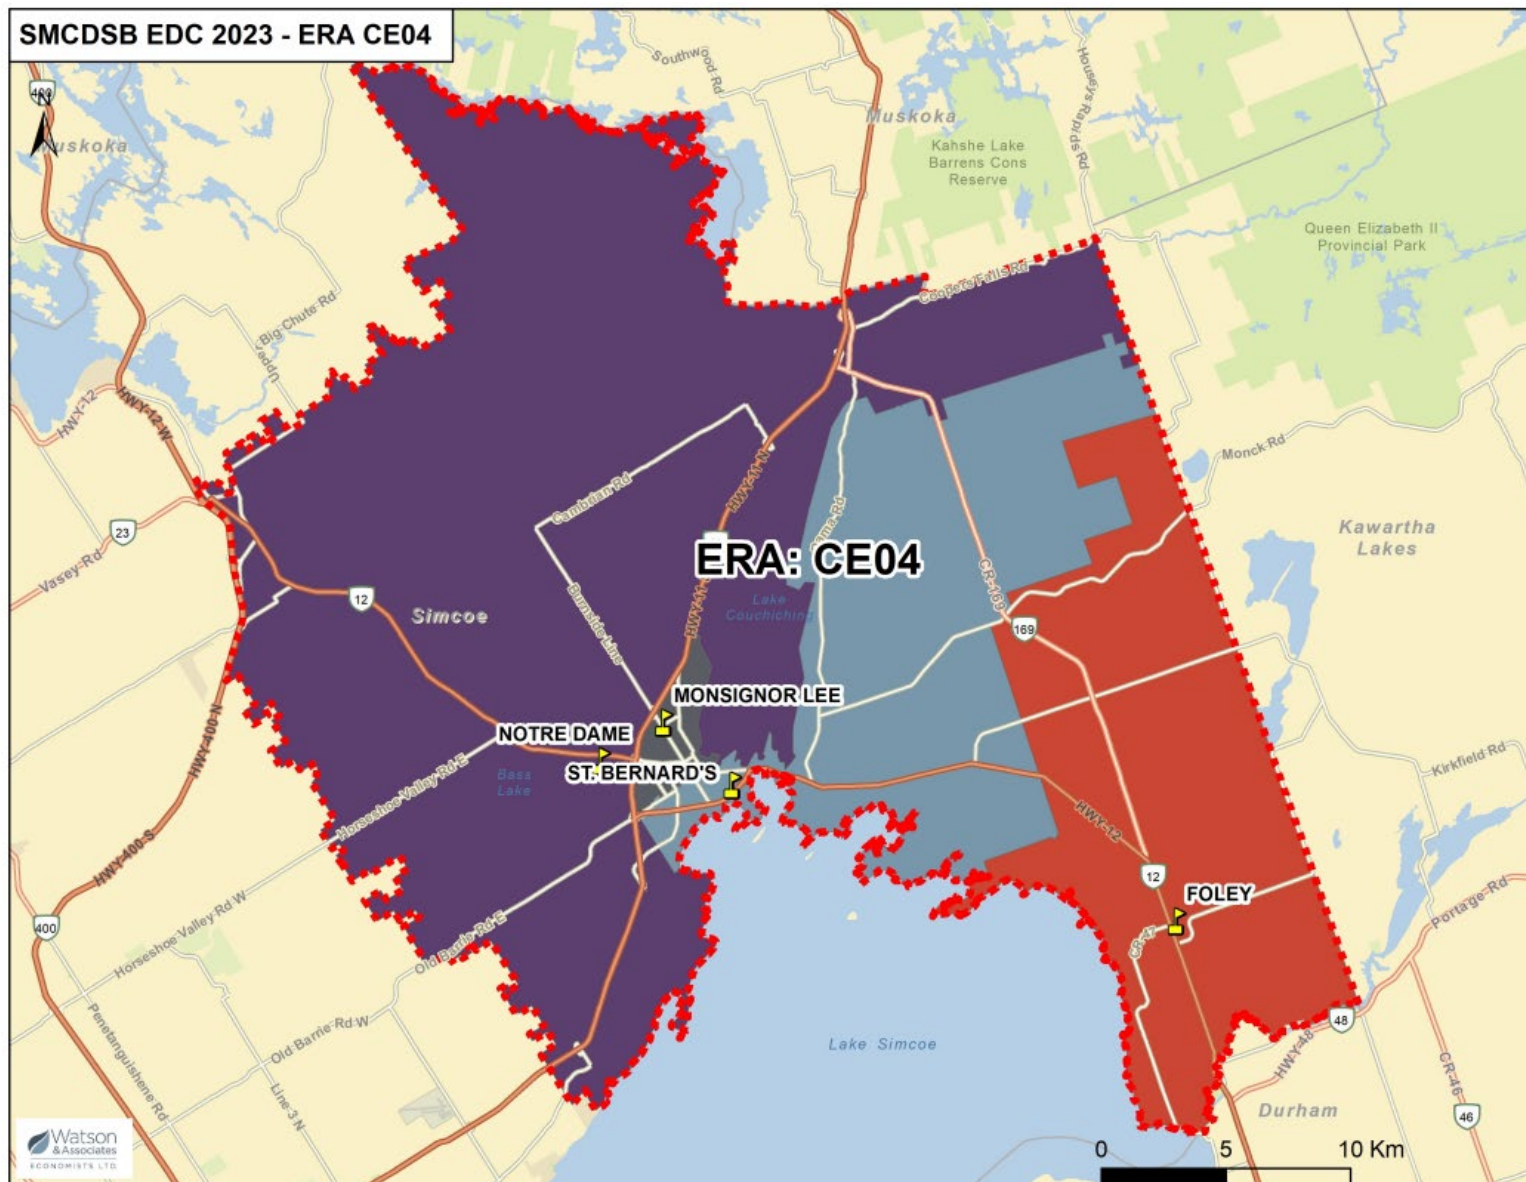 SMCDSB EDC 2023 - ERA CE04
Southwood Rd
Houseys Rapids Rd
400
N
Muskoka
Muskoka
Kahshe Lake
Barrens Cons
Reserve
Queen Elizabeth II
Provincial Park
Coopers Falls Rd
Upper Big Chute Rd
HWY-12
HWY-12 W
Monck Rd
Cambrian Rd
HWY-11 N
23
Kawartha
Lakes
Vasey Rd
ERA: CE04
CR-169
12
Simcoe
Burnside Line
HWY-11
Lake
Couchiching
169
MONSIGNOR LEE
NOTRE DAME
HWY-400 N
ST. BERNARD'S
Bass
Lake
Kirkfield Rd
Horseshoe Valley Rd E
HWY-12
HWY-400 S
12
FOLEY
400
Horseshoe Valley Rd W
Old Barrie Rd E
CR-47
Portage Rd
Penetanguishene Rd
Old Barrie Rd W
Lake Simcoe
48
HWY-48
Line 3 N
CR-46
Durham
46
Watson
& Associates
ECONOMISTS LTD.
0 5 10 Km